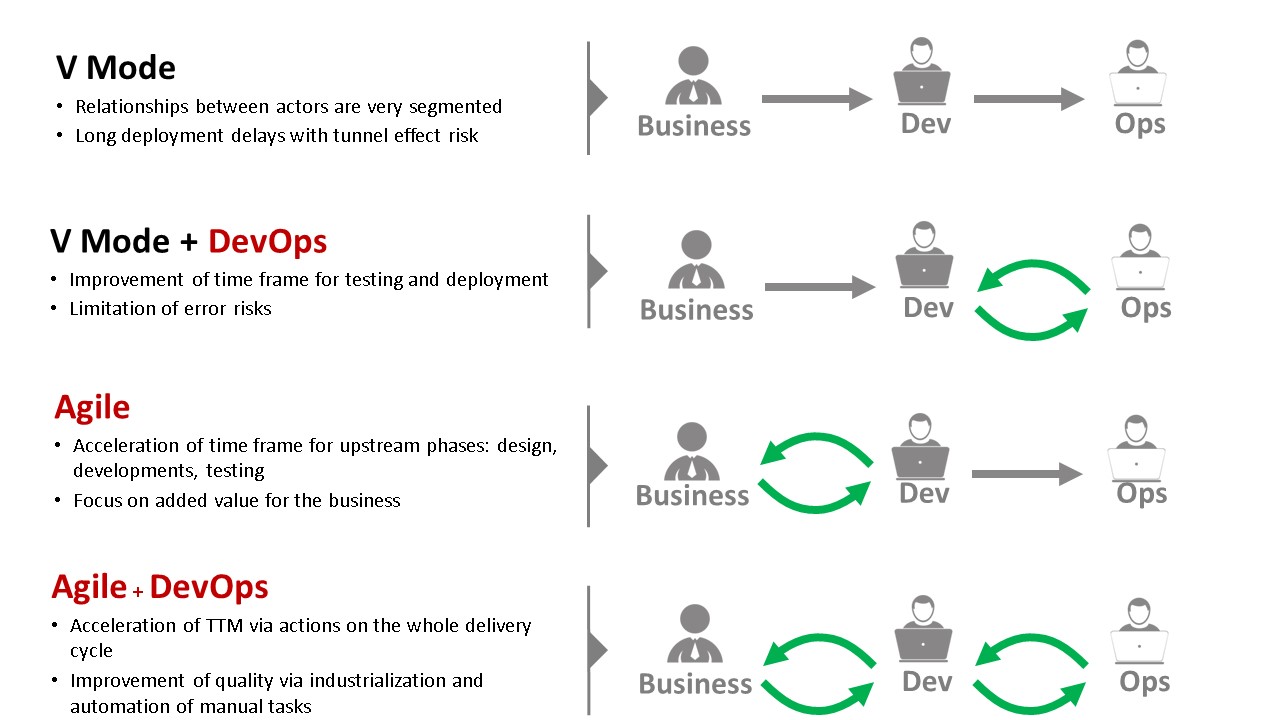 V Mode
• Relationships between actors are very segmented
• Long deployment delays with tunnel effect risk
Business
Dev
Ops
V Mode + DevOps
• Improvement of time frame for testing and deployment
• Limitation of error risks
Business
Dev
Ops
Agile
• Acceleration of time frame for upstream phases: design,
developments, testing
• Focus on added value for the business
Business
Dev
Ops
Agile + DevOps
• Acceleration of TTM via actions on the whole delivery
cycle
• Improvement of quality via industrialization and
automation of manual tasks
Business
Dev
Ops